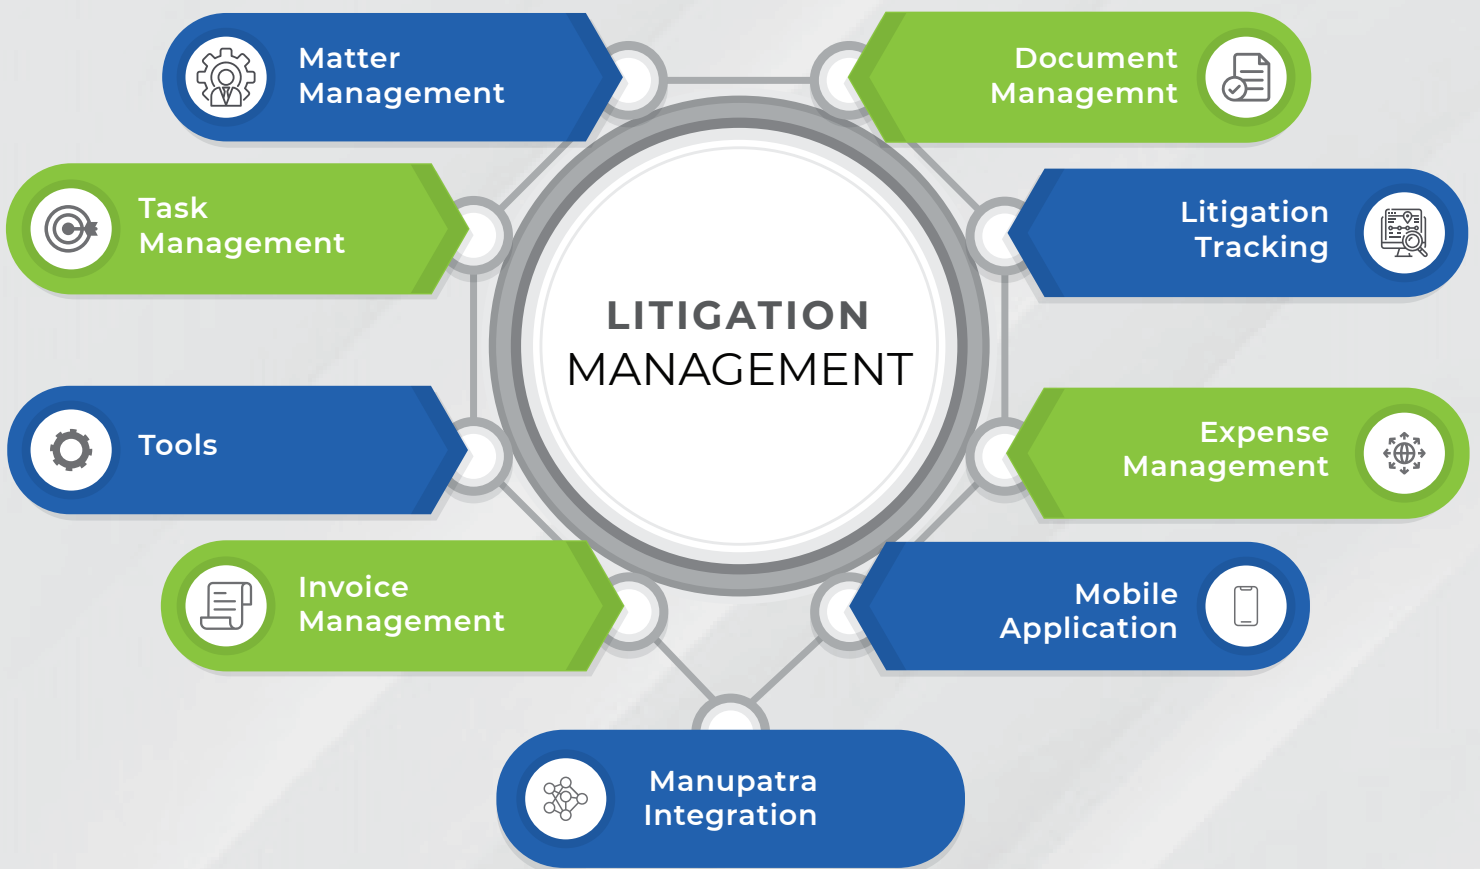 Matter
Management
Document
Managemnt
Task
Management
Litigation
Tracking
LITIGATION
MANAGEMENT
Tools
Expense
Management
Invoice
Management
Mobile
Application
Manupatra
Integration